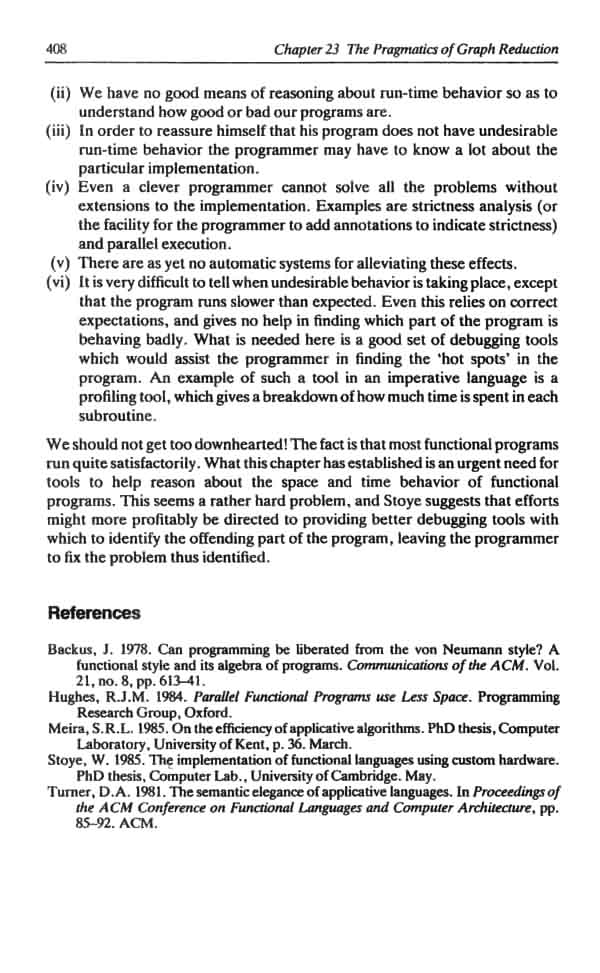 408 Chapter 23 The Pragmatics of Graph Reduction
(ii) We have no good means of reasoning about run-time behavior so as to
understand how good or bad our programs are.
(iii) In order to reassure himself that his program does not have undesirable
run-time behavior the programmer may have to know a lot about the
particular implementation.
(iv) Even a clever programmer cannot solve all the problems without
extensions to the implementation. Examples are strictness analysis (or
the facility for the programmer to add annotations to indicate strictness)
and parallel execution.
(v) There are as yet no automatic systems for alleviating these effects.
(vi) It is very difficult to tell when undesirable behavior is taking place, except
that the program runs slower than expected. Even this relies on correct
expectations, and gives no help in finding which part of the program is
behaving badly. What is needed here is a good set of debugging tools
which would assist the programmer in finding the 'hot spots' in the
program. An example of such a tool in an imperative language is a
profiling tool, which gives a breakdown of how much time is spent in each
subroutine.
We should not get too downhearted! The fact is that most functional programs
run quite satisfactorily. What this chapter has established is an urgent need for
tools to help reason about the space and time behavior of functional
programs. This seems a rather hard problem, and Stoye suggests that efforts
might more profitably be directed to providing better debugging tools with
which to identify the offending part of the program, leaving the programmer
to fix the problem thus identified.
References
Backus, J. 1978. Can programming be liberated from the von Neumann style? A
functional style and its algebra of programs. Communications of the ACM. Vol.
21, no. 8, pp. 613–41.
Hughes, R.J.M. 1984. Parallel Functional Programs use Less Space. Programming
Research Group, Oxford.
Meira, S.R.L. 1985. On the efficiency of applicative algorithms. PhD thesis, Computer
Laboratory, University of Kent, p. 36. March.
Stoye, W. 1985. The implementation of functional languages using custom hardware.
PhD thesis, Computer Lab., University of Cambridge. May.
Turner, D.A. 1981. The semantic elegance of applicative languages. In Proceedings of
the ACM Conference on Functional Languages and Computer Architecture, pp.
85–92. ACM.